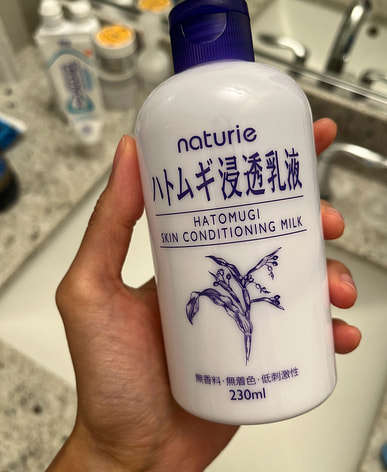 naturie
ハトムギ浸透乳液
HATOMUGI
SKIN CONDITIONING MILK
無香料・無着色・低刺激性
230ml